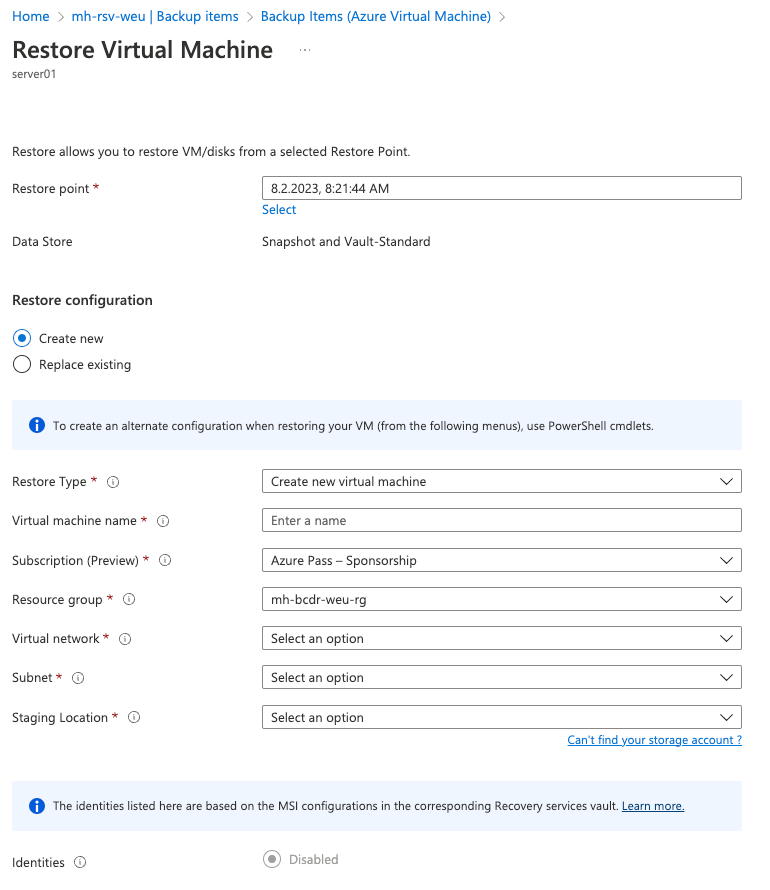 Home > mh-rsv-weu | Backup items > Backup Items (Azure Virtual Machine) >
Restore Virtual Machine ...
server01
Restore allows you to restore VM/disks from a selected Restore Point.
Restore point * 8.2.2023, 8:21:44 AM
Select
Data Store Snapshot and Vault-Standard
Restore configuration
Create new
Replace existing
To create an alternate configuration when restoring your VM (from the following menus), use PowerShell cmdlets.
Restore Type * Create new virtual machine
Virtual machine name * Enter a name
Subscription (Preview) * Azure Pass – Sponsorship
Resource group * mh-bcdr-weu-rg
Virtual network * Select an option
Subnet * Select an option
Staging Location * Select an option
Can't find your storage account ?
The identities listed here are based on the MSI configurations in the corresponding Recovery services vault. Learn more.
Identities Disabled